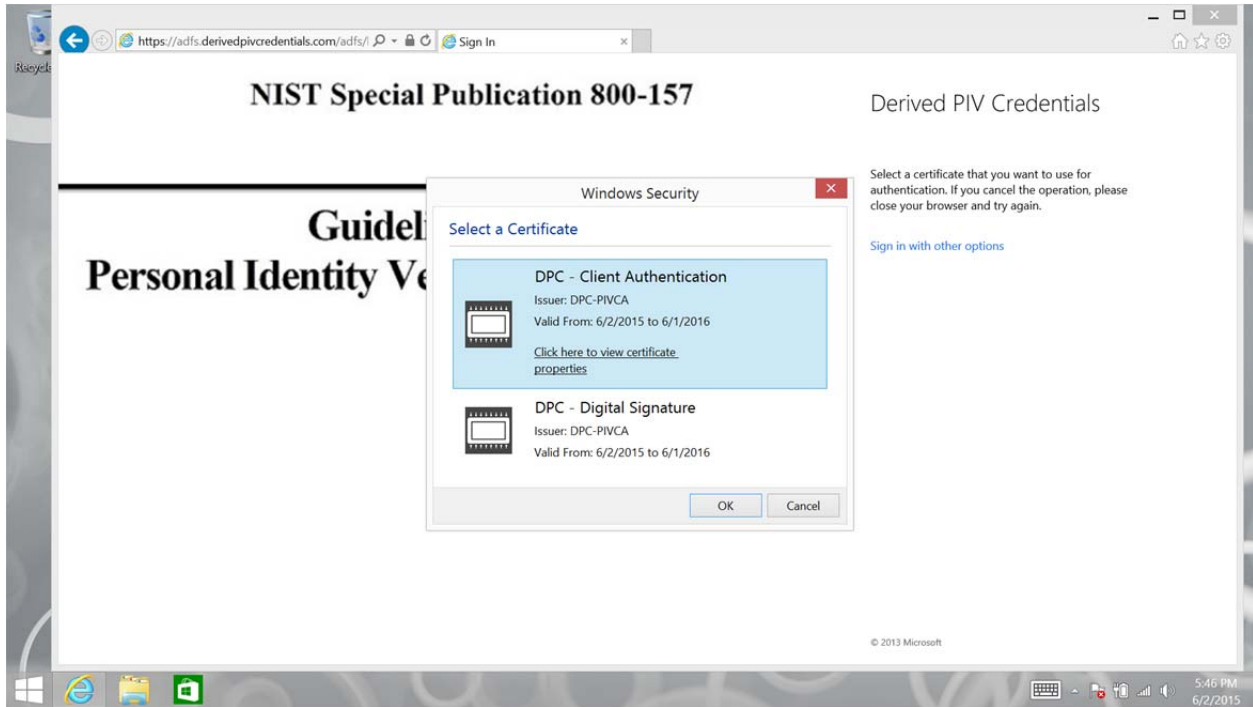 Recycle
https://adfs.derivedpivcredentials.com/adfs/l
Sign In
NIST Special Publication 800-157
Guideli
Personal Identity Ve
Derived PIV Credentials
Select a certificate that you want to use for
authentication. If you cancel the operation, please
close your browser and try again.
Sign in with other options
Windows Security
Select a Certificate
DPC - Client Authentication
Issuer: DPC-PIVCA
Valid From: 6/2/2015 to 6/1/2016
Click here to view certificate
properties
DPC - Digital Signature
Issuer: DPC-PIVCA
Valid From: 6/2/2015 to 6/1/2016
OK
Cancel
© 2013 Microsoft
5:46 PM
6/2/2015